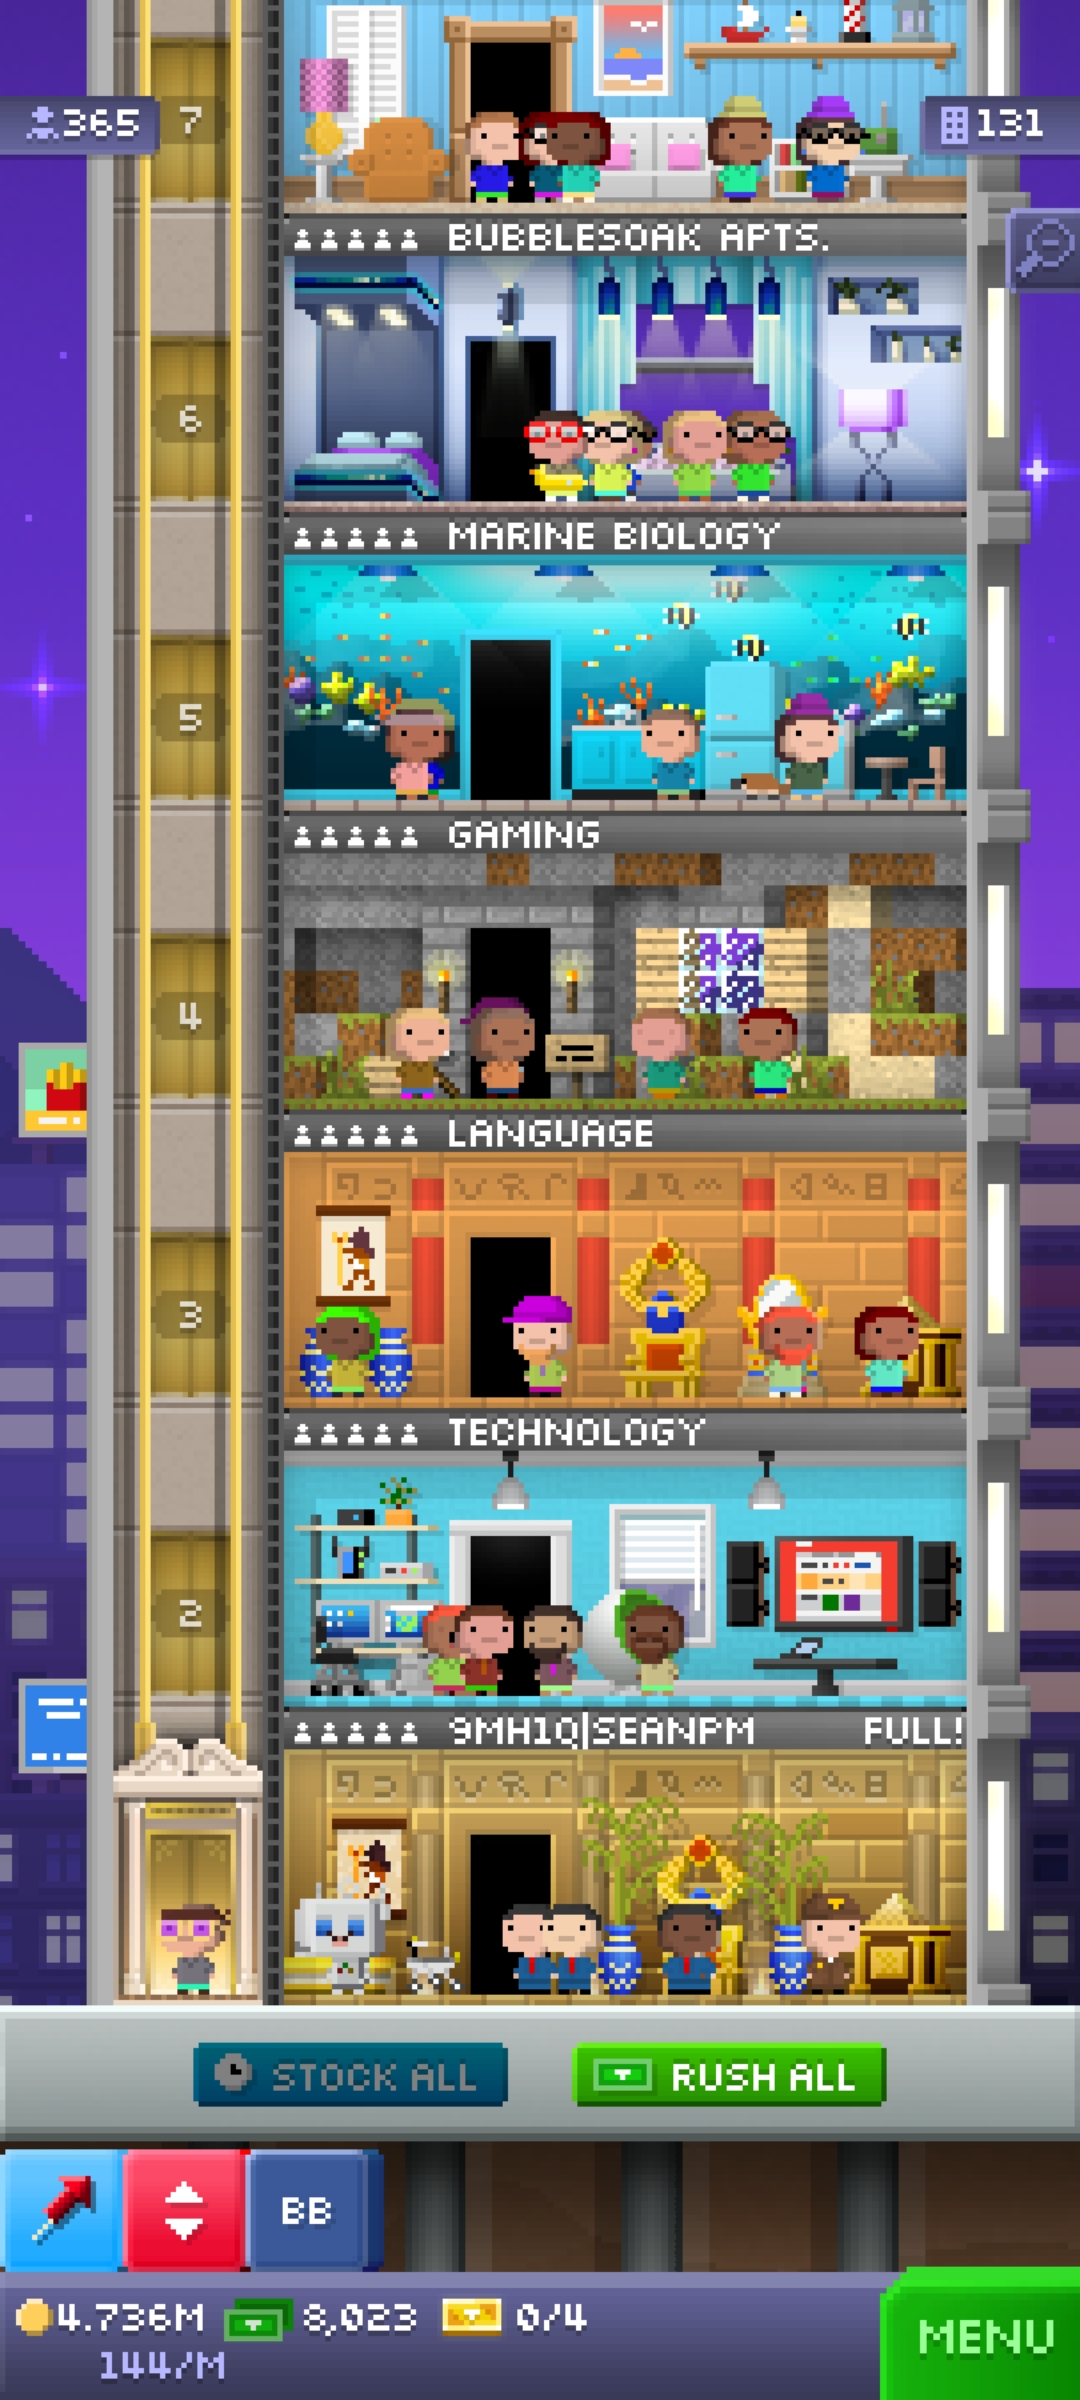 365
7
131
BUBBLESOAK APTS.
6
MARINE BIOLOGY
5
GAMING
4
LANGUAGE
3
TECHNOLOGY
2
9MH1Q|SEANPM FULL!
STOCK ALL
RUSH ALL
BB
4.736M 8,023 0/4
144/M
MENU